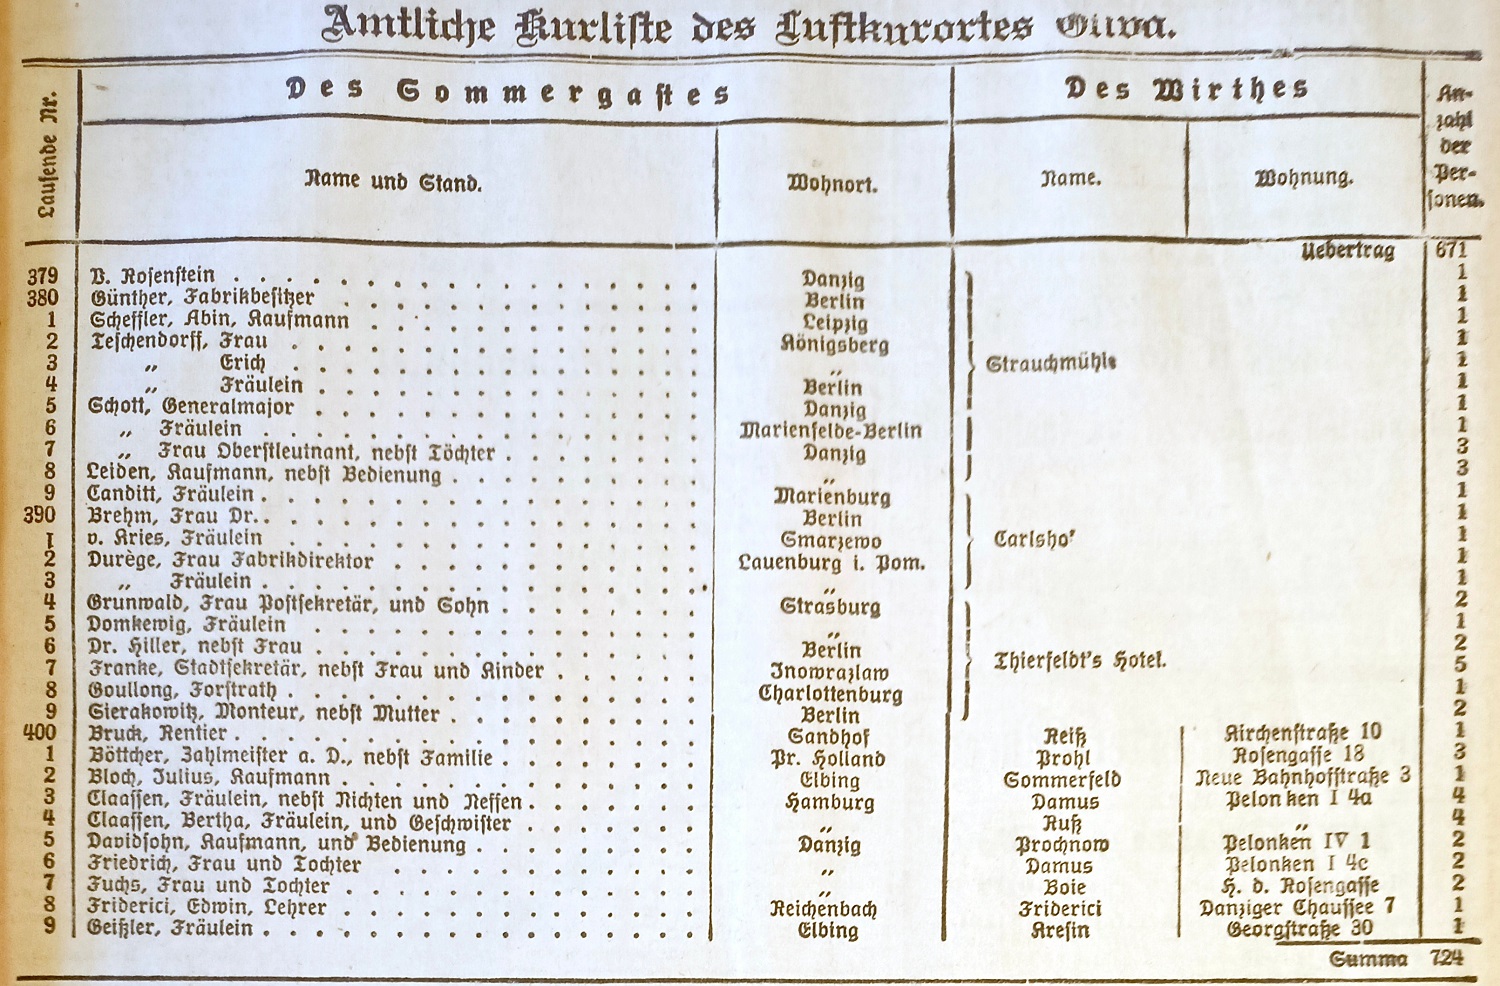 Amtliche Kurliste des Luftkurortes Oliva.
Laufende Nr.
Des Sommergastes
Des Wirthes
An-
zahl
der
Per-
sonen.
Name und Stand.
Wohnort.
Name.
Wohnung.
Uebertrag 671
379 B. Rosenstein Danzig 1
380 Günther, Fabrikbesitzer Berlin 1
1 Scheffler, Abin, Kaufmann Leipzig 1
2 Teschendorff, Frau Königsberg 1
3 „ Erich „ Strauchmühle 1
4 „ Fräulein Berlin 1
5 Schott, Generalmajor Danzig 1
6 „ Fräulein Marienfelde-Berlin 1
7 „ Frau Oberstleutnant, nebst Töchter Danzig 3
8 Leiden, Kaufmann, nebst Bedienung „ 3
9 Canditt, Fräulein Marienburg 1
390 Brehm, Frau Dr. Berlin 1
1 v. Kries, Fräulein Smarzewo Carlshof 1
2 Durège, Frau Fabrikdirektor Lauenburg i. Pom. 1
3 „ Fräulein „ 1
4 Grunwald, Frau Postsekretär, und Sohn Strasburg 2
5 Domkewig, Fräulein „ 1
6 Dr. Hiller, nebst Frau Berlin 2
7 Franke, Stadtsekretär, nebst Frau und Kinder Inowrazlaw Thierfeldt's Hotel. 5
8 Goullong, Forstrath Charlottenburg 1
9 Sierakowitz, Monteur, nebst Mutter Berlin 2
400 Bruck, Rentier Sandhof Reiß Kirchenstraße 10 1
1 Böttcher, Zahlmeister a. D., nebst Familie Pr. Holland Prohl Rosengasse 18 3
2 Bloch, Julius, Kaufmann Elbing Sommerfeld Neue Bahnhofstraße 3 1
3 Claassen, Fräulein, nebst Nichten und Neffen Hamburg Damus Pelonken I 4a 4
4 Claassen, Bertha, Fräulein, und Geschwister „ Ruß „ 4
5 Davidsohn, Kaufmann, und Bedienung Danzig Prochnow Pelonken IV 1 2
6 Friedrich, Frau und Tochter „ Damus Pelonken I 4c 2
7 Fuchs, Frau und Tochter „ Boie H. d. Rosengasse 2
8 Friderici, Edwin, Lehrer Reichenbach Friderici Danziger Chaussee 7 1
9 Geißler, Fräulein Elbing Kresin Georgstraße 30 1
Summa 724